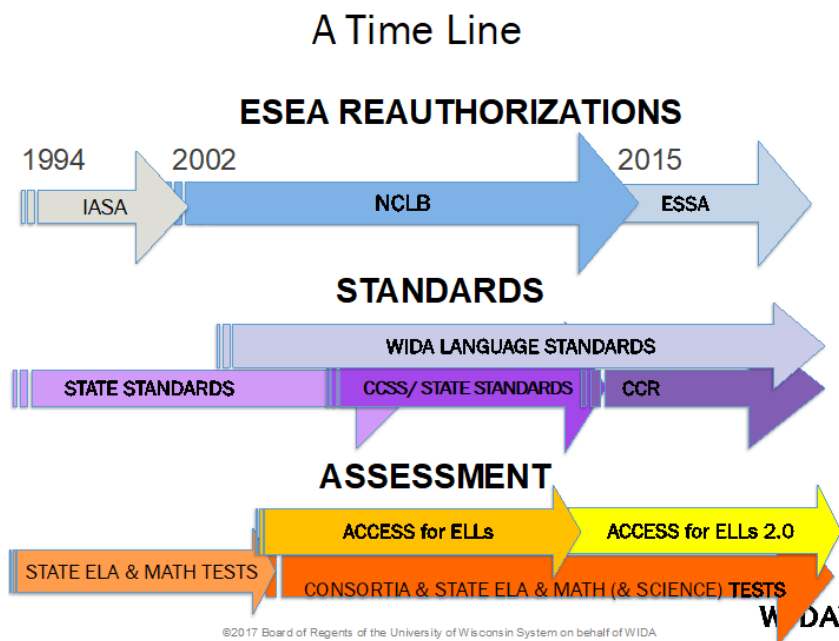 A Time Line
ESEA REAUTHORIZATIONS
1994
2002
2015
IASA
NCLB
ESSA
STANDARDS
WIDA LANGUAGE STANDARDS
STATE STANDARDS
CCSS/ STATE STANDARDS
CCR
ASSESSMENT
ACCESS for ELLs
ACCESS for ELLs 2.0
STATE ELA & MATH TESTS
CONSORTIA & STATE ELA & MATH (& SCIENCE) TESTS
WIDA
©2017 Board of Regents of the University of Wisconsin System on behalf of WIDA